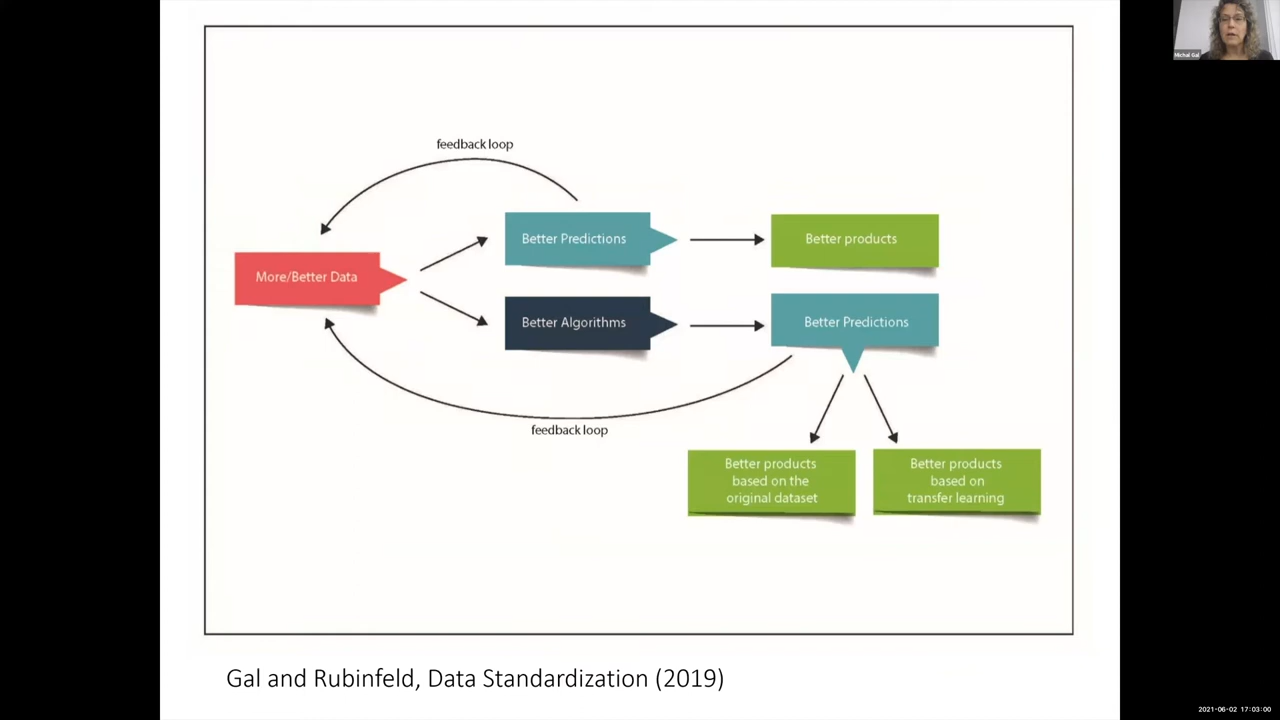 Michal Gal
feedback loop
More/Better Data
Better Predictions
Better products
Better Algorithms
Better Predictions
feedback loop
Better products
based on the
original dataset
Better products
based on
transfer learning
Gal and Rubinfeld, Data Standardization (2019)
2021-06-02 17:03:00